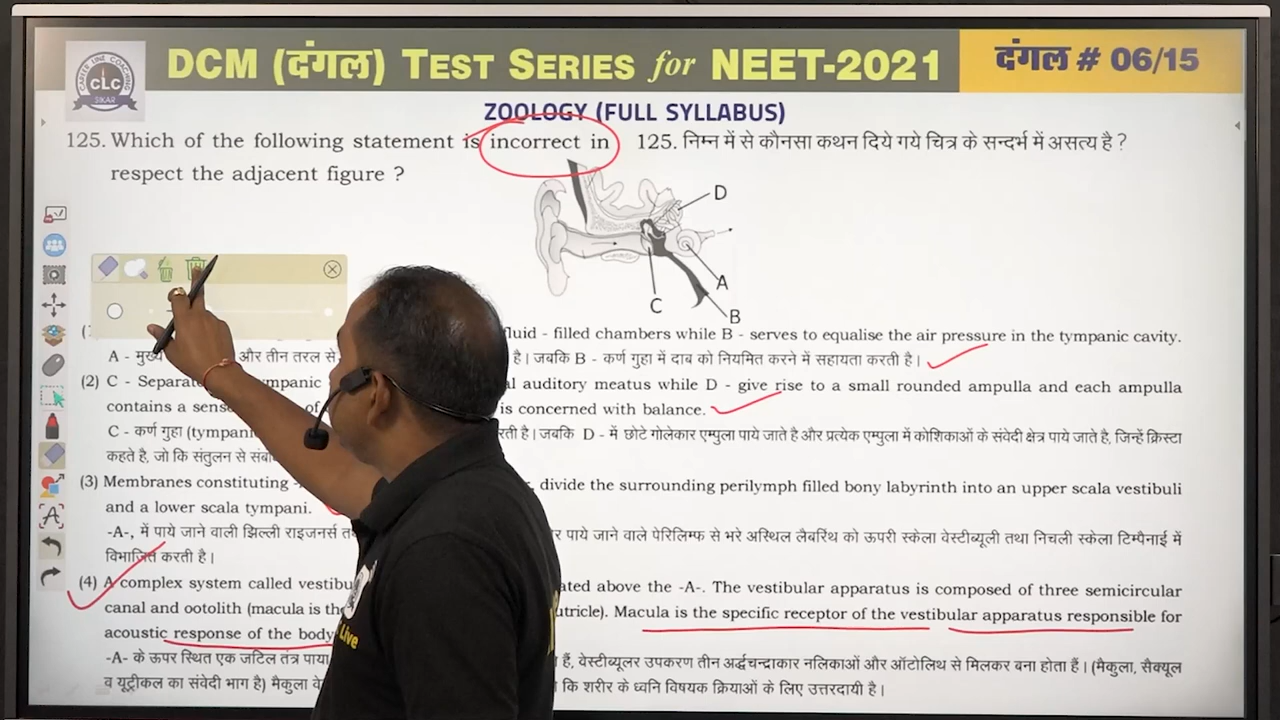 DCM (दंगल) TEST SERIES for NEET-2021
दंगल # 06/15
CAREER LINE COACHING
CLC
SIKAR
ZOOLOGY (FULL SYLLABUS)
125. Which of the following statement is incorrect in
respect the adjacent figure ?
125. निम्न में से कौनसा कथन दिये गये चित्र के सन्दर्भ में असत्य है ?
D
A
C
B
fluid - filled chambers while B - serves to equalise the air pressure in the tympanic cavity.
A - मुख्य और तीन तरल से है। जबकि B - कर्ण गुहा में दाब को नियमित करने में सहायता करती है।
(2) C - auditory meatus while D - give rise to a small rounded ampulla and each ampulla
contains a of is concerned with balance.
C - कर्ण गुहा रती है। जबकि D - में छोटे गोलेकार एम्पुला पाये जाते है और प्रत्येक एम्पुला में कोशिकाओं के संवेदी क्षेत्र पाये जाते है, जिन्हें क्रिस्टा
कहते है, जो कि संतुलन से
(3) Membranes constituting divide the surrounding perilymph filled bony labyrinth into an upper scala vestibuli
and a lower scala tympani.
-A-, में पाये जाने वाली झिल्ली राइजनर्स पाये जाने वाले पेरिलिम्फ से भरे अस्थिल लैबरिंथ को ऊपरी स्केला वेस्टीब्यूली तथा निचली स्केला टिम्पैनाई में
विभाजित करती है।
(4) A complex system called ated above the -A-. The vestibular apparatus is composed of three semicircular
canal and ootolith (macula is the utricle). Macula is the specific receptor of the vestibular apparatus responsible for
acoustic response of the body
-A- के ऊपर स्थित एक जटिल तंत्र पाया हैं, वेस्टीब्यूलर उपकरण तीन अर्द्धचन्द्राकार नलिकाओं और ऑटोलिथ से मिलकर बना होता हैं। (मैकुला, सैक्यूल
व यूट्रीकल का संवेदी भाग है) मैकुला कि शरीर के ध्वनि विषयक क्रियाओं के लिए उत्तरदायी है।
Live